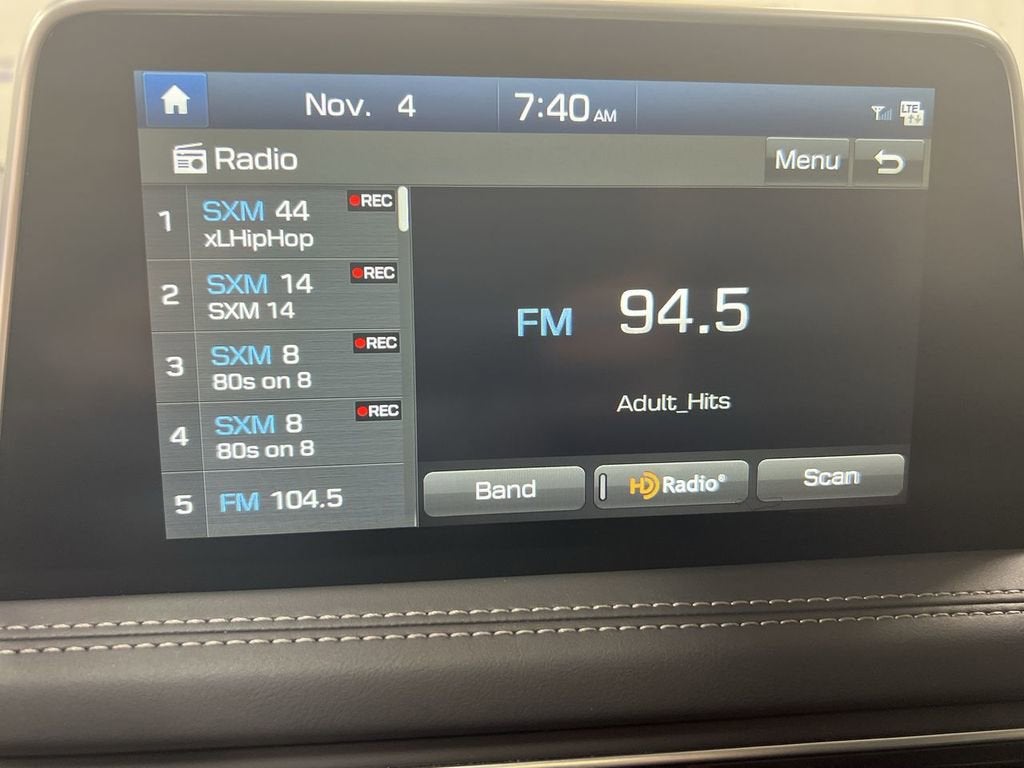 Nov. 4 7:40 AM LTE
Radio Menu
1 SXM 44 REC
xLHipHop
2 SXM 14 REC
SXM 14
3 SXM 8 REC
80s on 8
4 SXM 8 REC
80s on 8
5 FM 104.5
FM 94.5
Adult_Hits
Band HD Radio® Scan